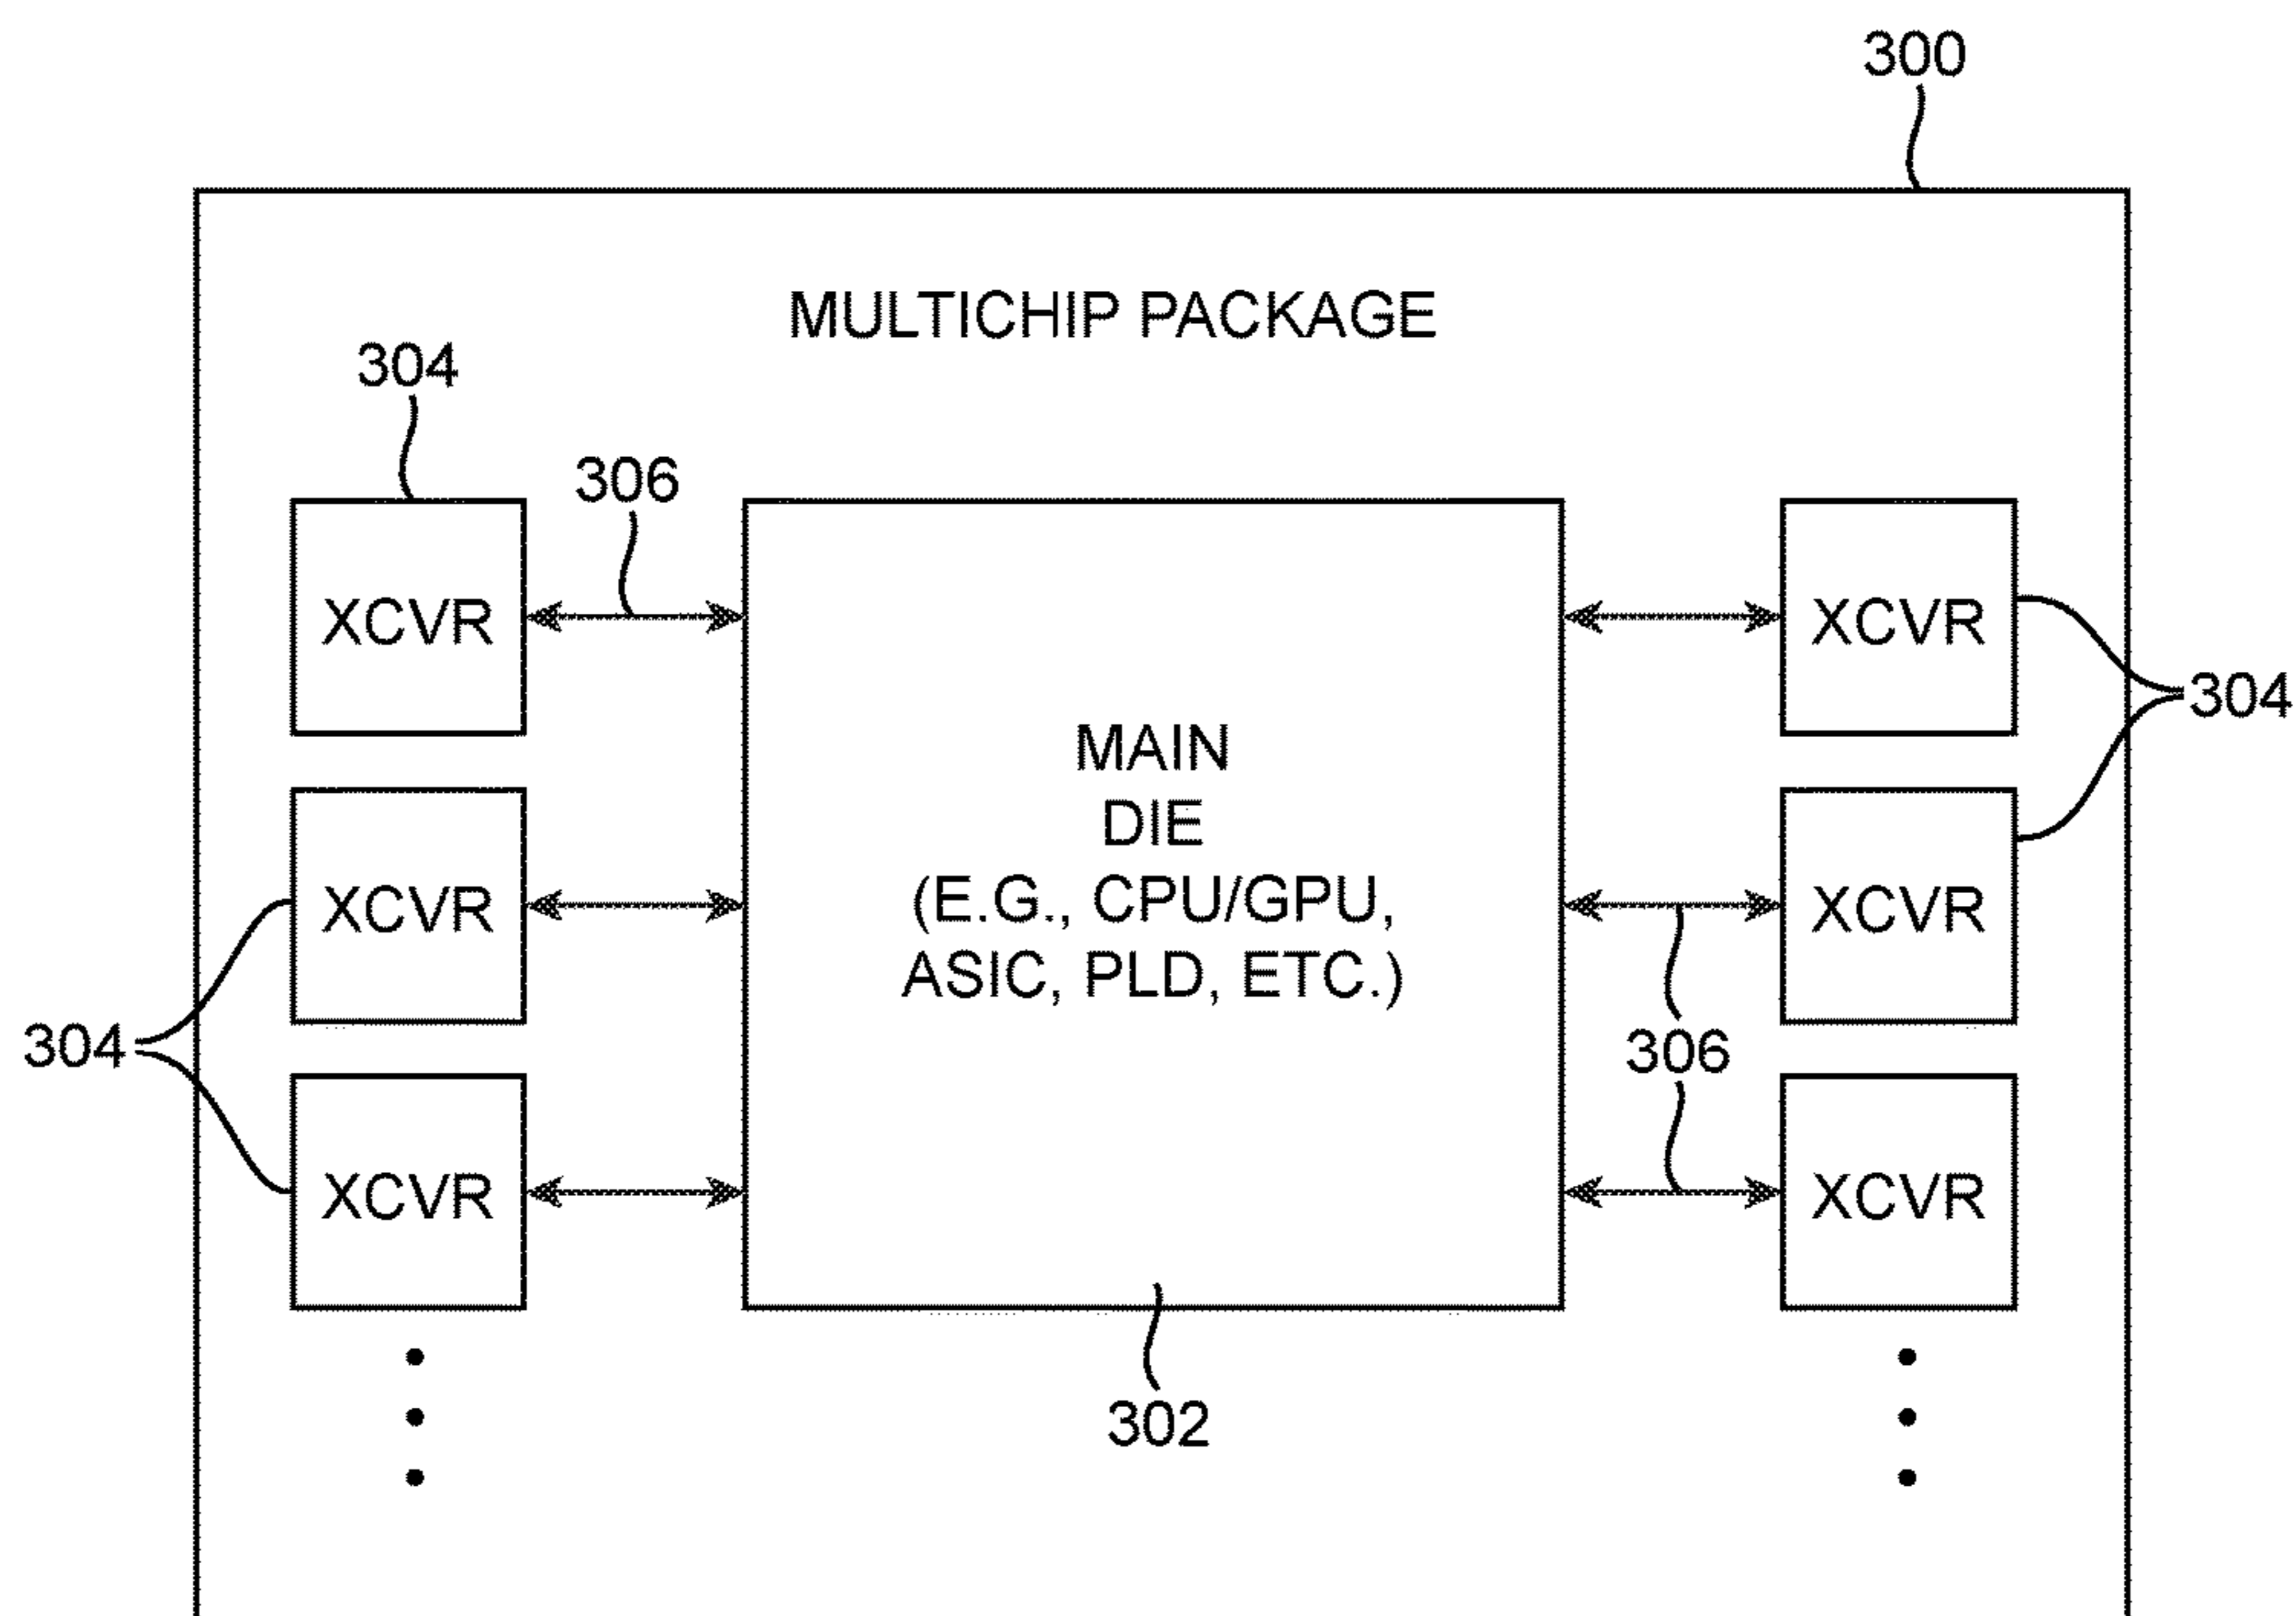 300
MULTICHIP PACKAGE
304
306
XCVR
XCVR
304
MAIN
DIE
(E.G., CPU/GPU,
ASIC, PLD, ETC.)
XCVR
XCVR
304
306
XCVR
XCVR
302